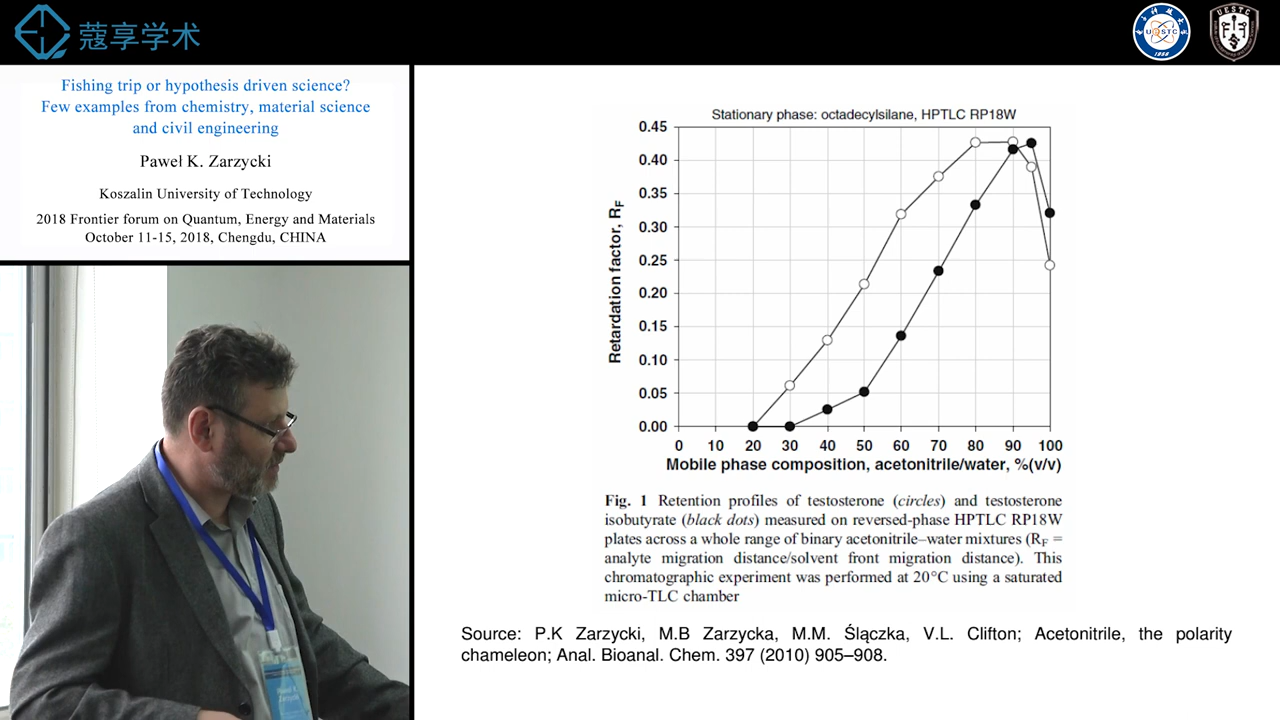 蔻享学术
UESTC
1956
UESTC
Fishing trip or hypothesis driven science?
Few examples from chemistry, material science
and civil engineering
Paweł K. Zarzycki
Koszalin University of Technology
2018 Frontier forum on Quantum, Energy and Materials
October 11-15, 2018, Chengdu, CHINA
Stationary phase: octadecylsilane, HPTLC RP18W
Retardation factor, RF
0.45
0.40
0.35
0.30
0.25
0.20
0.15
0.10
0.05
0.00
0 10 20 30 40 50 60 70 80 90 100
Mobile phase composition, acetonitrile/water, %(v/v)
Fig. 1 Retention profiles of testosterone (circles) and testosterone
isobutyrate (black dots) measured on reversed-phase HPTLC RP18W
plates across a whole range of binary acetonitrile–water mixtures (RF =
analyte migration distance/solvent front migration distance). This
chromatographic experiment was performed at 20°C using a saturated
micro-TLC chamber
Source: P.K Zarzycki, M.B Zarzycka, M.M. Ślączka, V.L. Clifton; Acetonitrile, the polarity
chameleon; Anal. Bioanal. Chem. 397 (2010) 905–908.